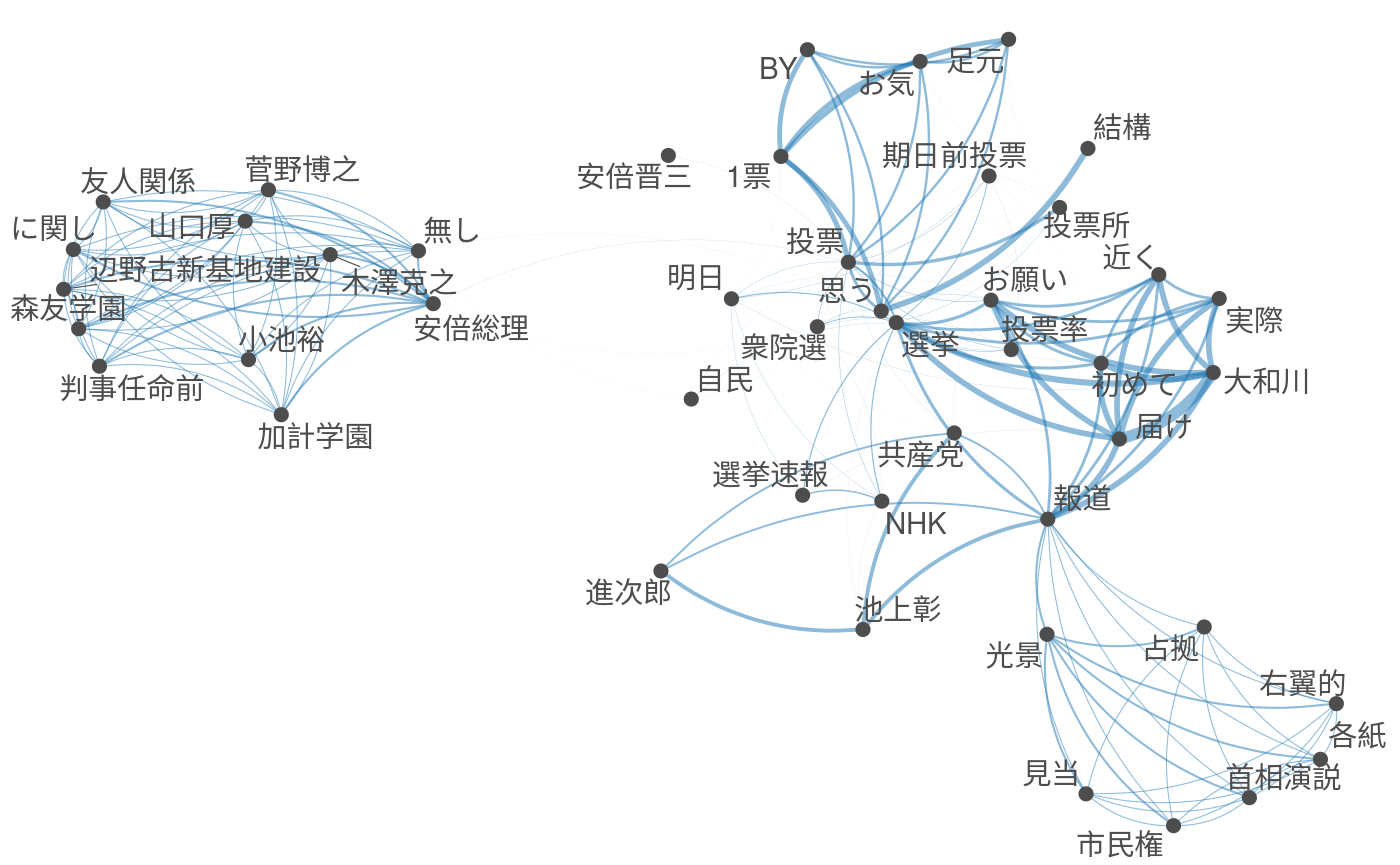 BY
お気
足元
結構
期日前投票
安倍晋三
1票
菅野博之
友人関係
に関し
山口厚
無し
投票所
投票
近く
辺野古新基地建設
木澤克之
明日
思う
お願い
森友学園
安倍総理
実際
投票率
小池裕
衆院選
選挙
自民
初めて
大和川
判事任命前
届け
加計学園
共産党
選挙速報
報道
NHK
進次郎
池上彰
光景
占拠
右翼的
各紙
見当
首相演説
市民権